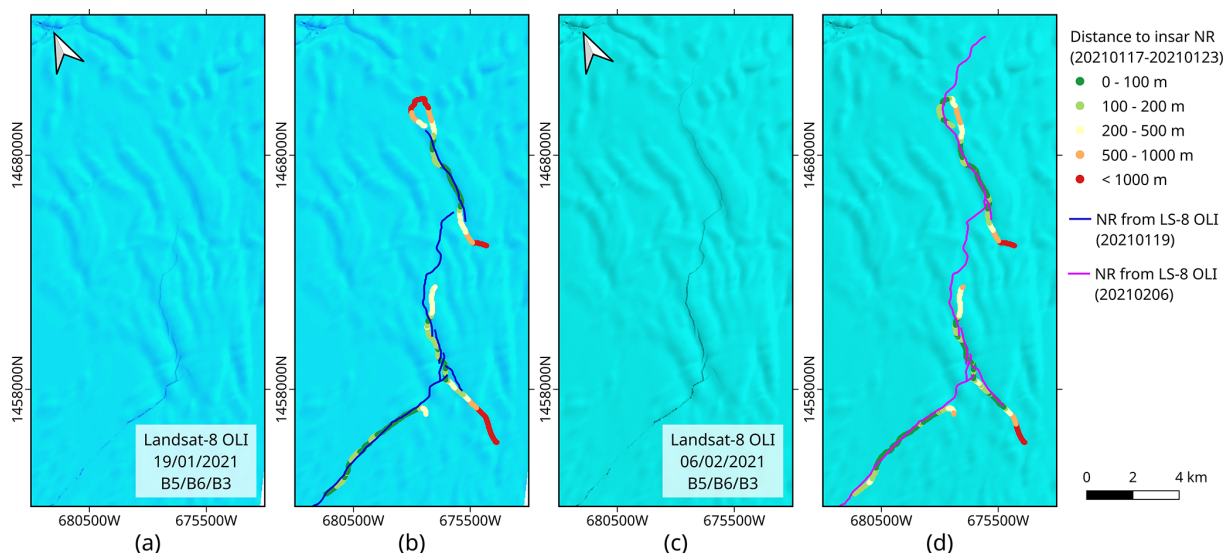 Distance to insar NR
(20210117-20210123)
0 - 100 m
100 - 200 m
200 - 500 m
500 - 1000 m
< 1000 m
NR from LS-8 OLI
(20210119)
NR from LS-8 OLI
(20210206)
0 2 4 km
1468000N
1458000N
1468000N
1458000N
1468000N
1458000N
1468000N
1458000N
Landsat-8 OLI
19/01/2021
B5/B6/B3
Landsat-8 OLI
06/02/2021
B5/B6/B3
680500W 675500W 680500W 675500W 680500W 675500W 680500W 675500W
(a) (b) (c) (d)